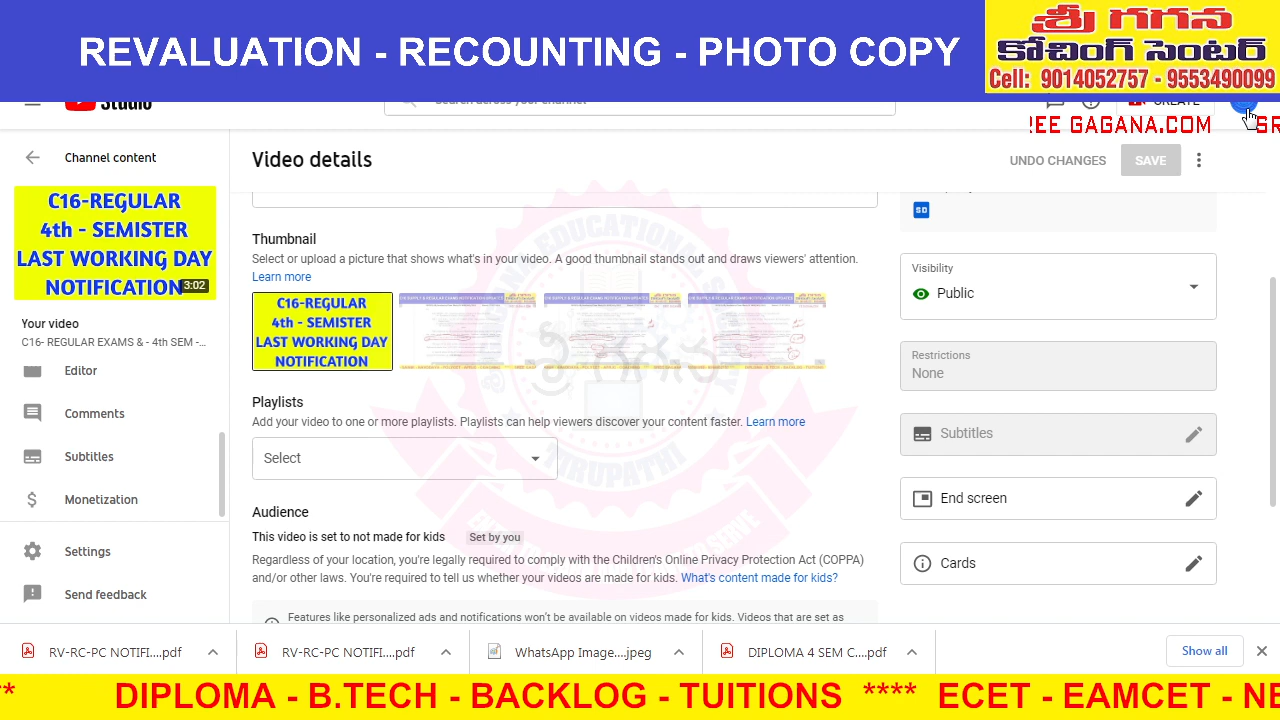 REVALUATION - RECOUNTING - PHOTO COPY
శ్రీ గగన
కోచింగ్ సెంటర్
Cell: 9014052757 - 9553490099
Studio
Search across your channel
CREATE
REE GAGANA.COM
SR
Channel content
Video details
UNDO CHANGES
SAVE
C16-REGULAR
4th - SEMISTER
LAST WORKING DAY
NOTIFICATION
3:02
Your video
C16- REGULAR EXAMS & - 4th SEM -...
Editor
Comments
Subtitles
Monetization
Settings
Send feedback
Thumbnail
Select or upload a picture that shows what's in your video. A good thumbnail stands out and draws viewers' attention.
Learn more
C16-REGULAR
4th - SEMISTER
LAST WORKING DAY
NOTIFICATION
Playlists
Add your video to one or more playlists. Playlists can help viewers discover your content faster. Learn more
Select
Audience
This video is set to not made for kids Set by you
Regardless of your location, you're legally required to comply with the Children's Online Privacy Protection Act (COPPA)
and/or other laws. You're required to tell us whether your videos are made for kids. What's content made for kids?
Features like personalized ads and notifications won't be available on videos made for kids. Videos that are set as
SD
Visibility
Public
Restrictions
None
Subtitles
End screen
Cards
RV-RC-PC NOTIFI....pdf
RV-RC-PC NOTIFI....pdf
WhatsApp Image....jpeg
DIPLOMA 4 SEM C....pdf
Show all
** DIPLOMA - B.TECH - BACKLOG - TUITIONS **** ECET - EAMCET - NE